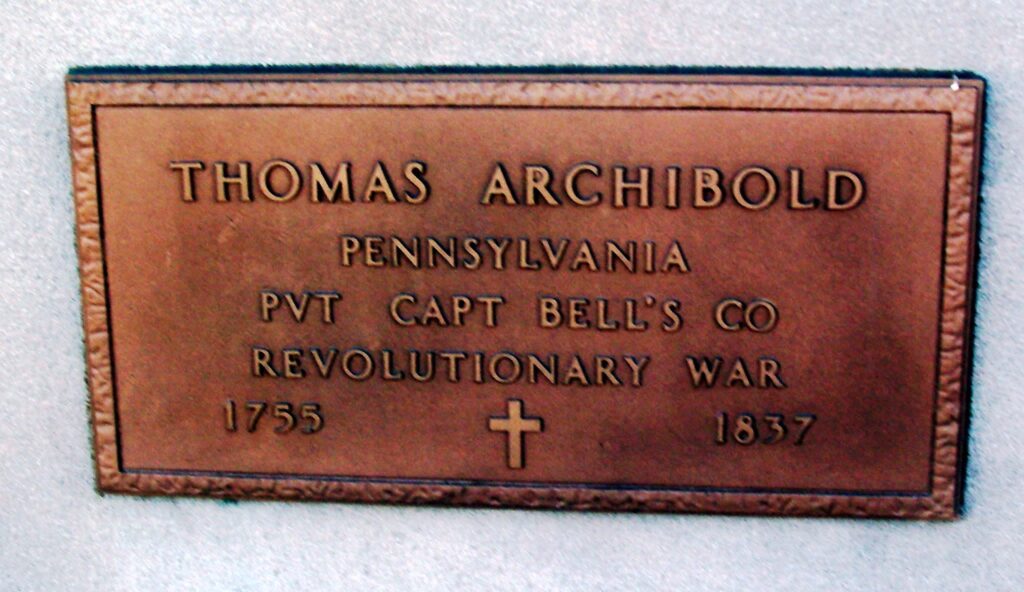 THOMAS ARCHIBOLD
PENNSYLVANIA
PVT CAPT BELL'S CO
REVOLUTIONARY WAR
1755 1837